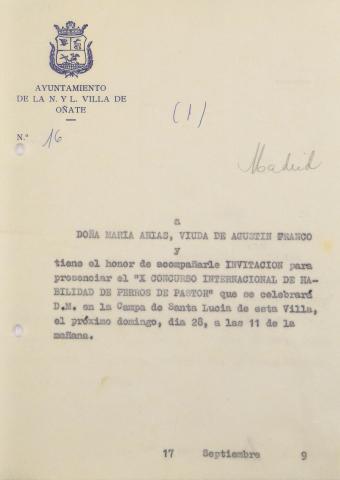 AYUNTAMIENTO
DE LA N. Y L. VILLA DE
OÑATE
N.º 16
(1)
Madrid
a
DOÑA MARIA ARIAS, VIUDA DE AGUSTIN FRANCO
y
tiene el honor de acompañarle INVITACION para
presenciar el "X CONCURSO INTERNACIONAL DE HA-
BILIDAD DE PERROS DE PASTOR" que se celebrará
D.M. en la Campa de Santa Lucia de esta Villa,
el próximo domingo, dia 28, a las 11 de la
mañana.
17 Septiembre 9